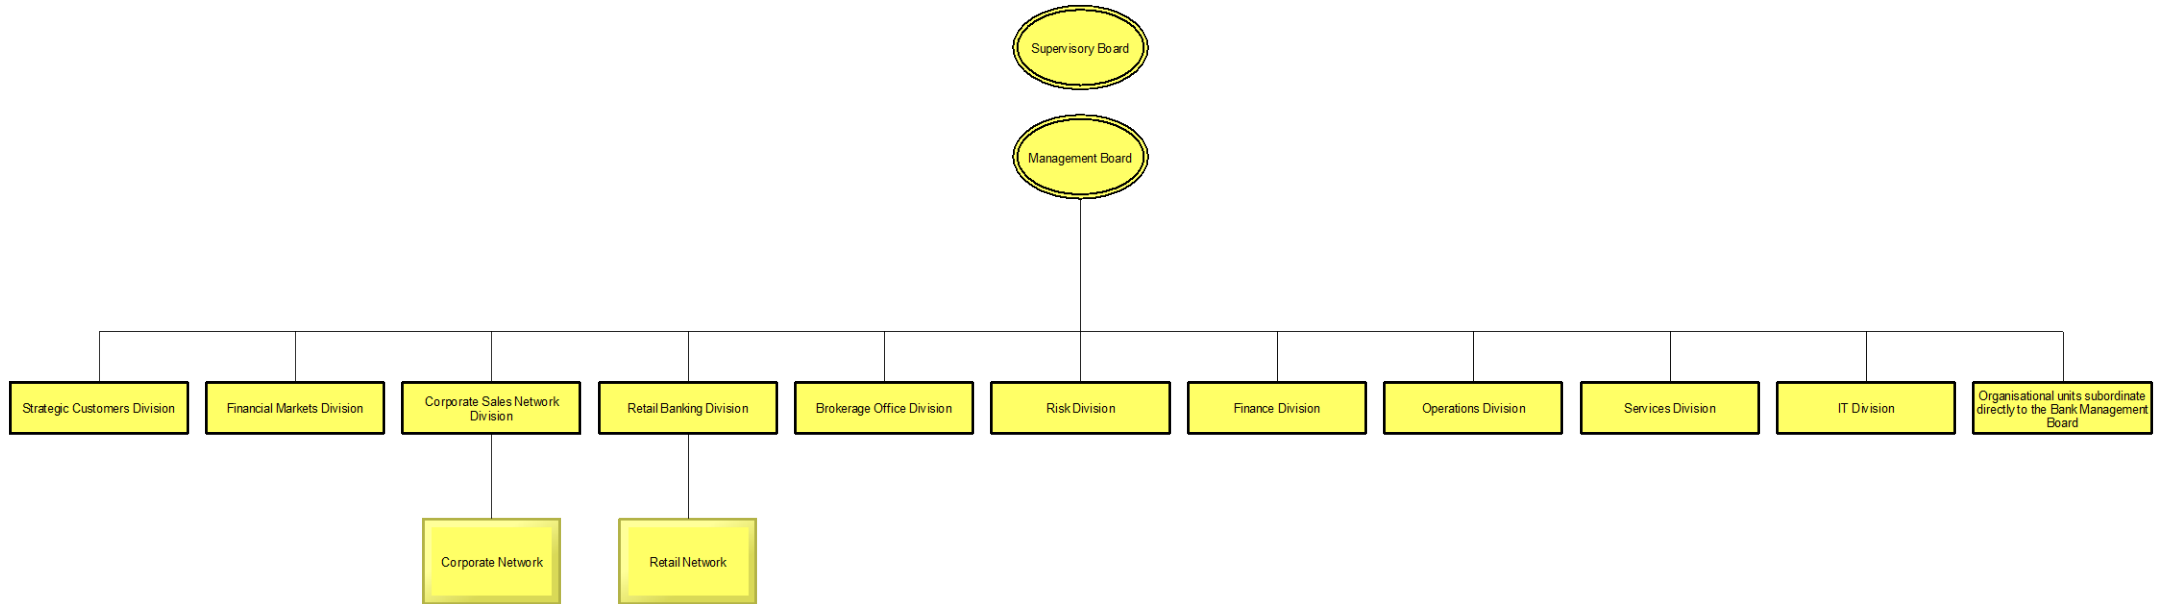 Supervisory Board
Management Board
Strategic Customers Division
Financial Markets Division
Corporate Sales Network
Division
Retail Banking Division
Brokerage Office Division
Risk Division
Finance Division
Operations Division
Services Division
IT Division
Organisational units subordinate
directly to the Bank Management
Board
Corporate Network
Retail Network